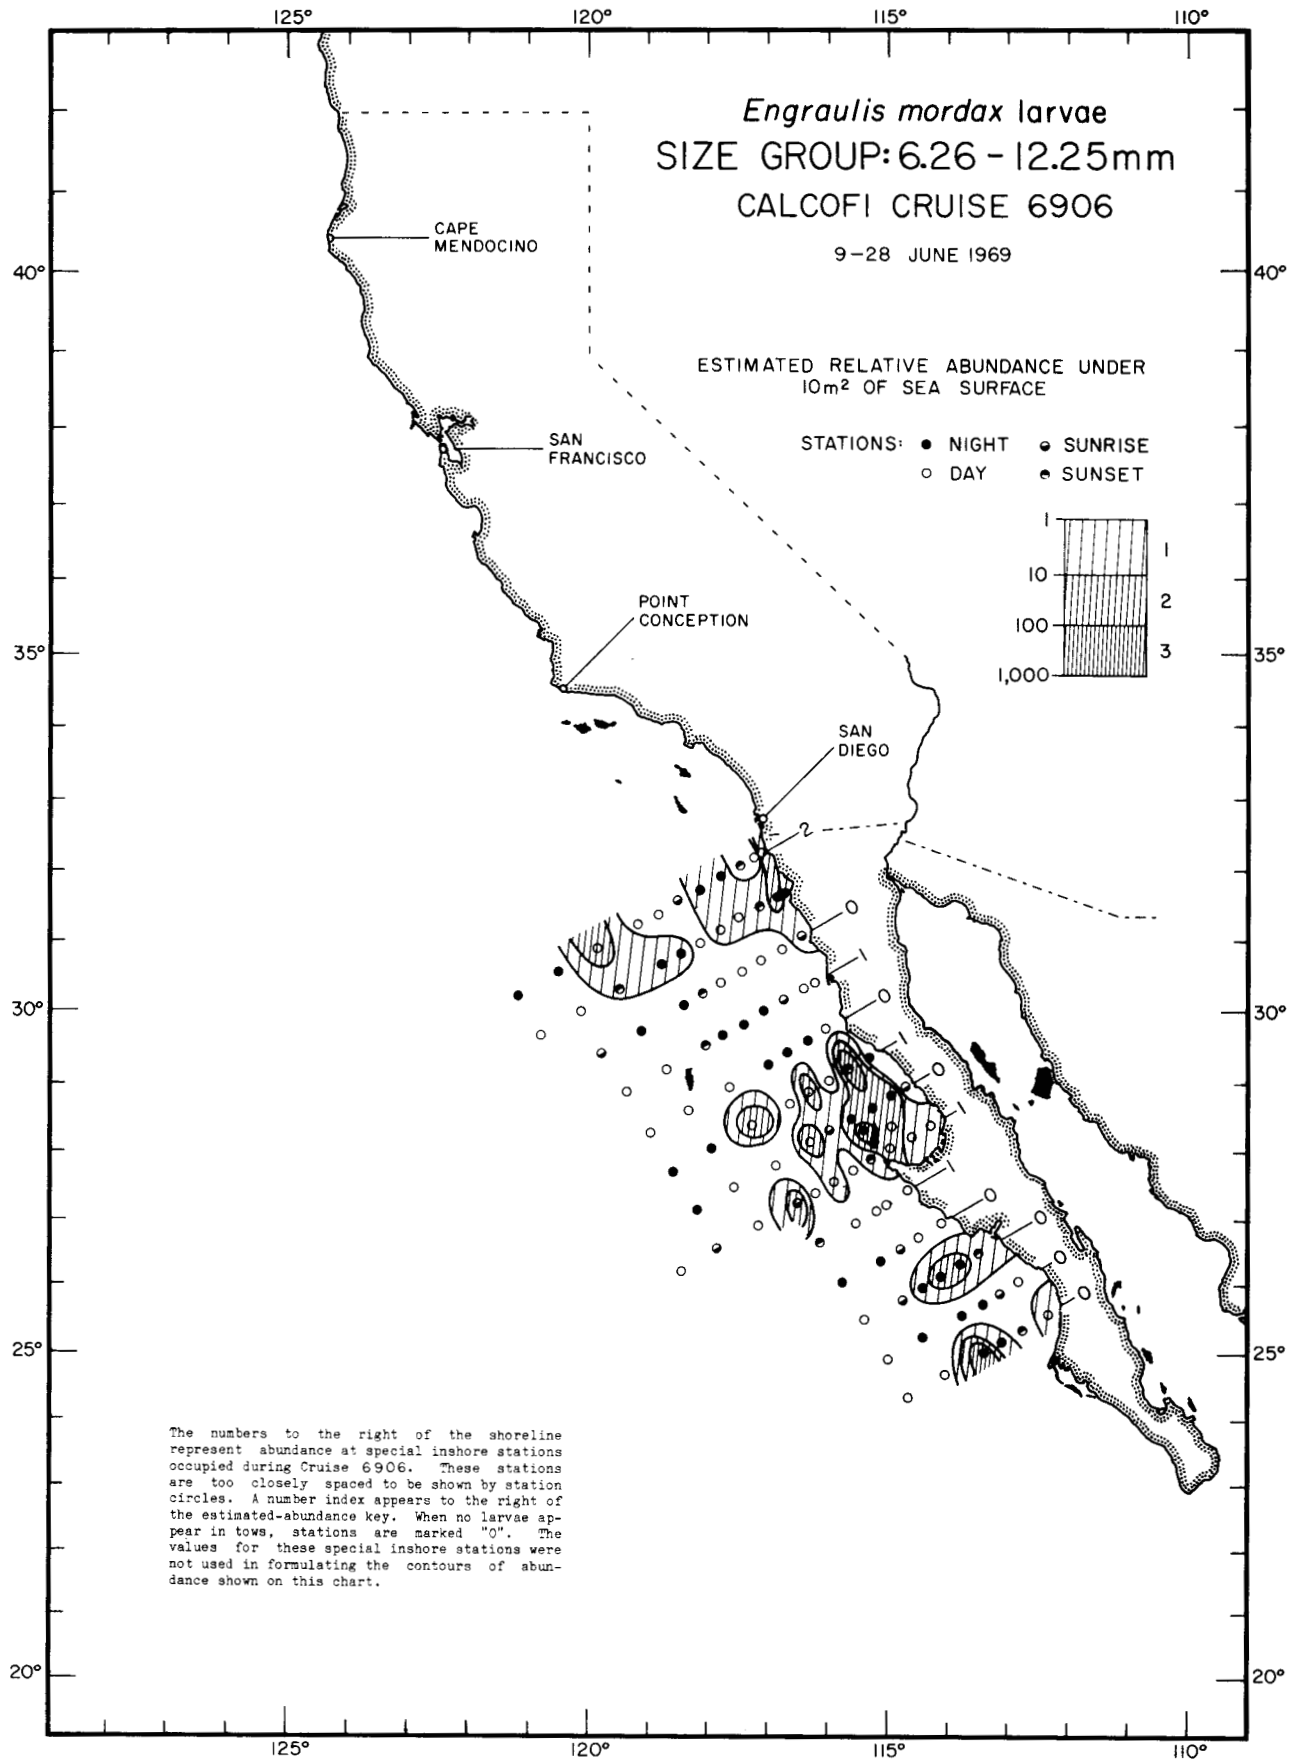 125° 120° 115° 110°
Engraulis mordax larvae
SIZE GROUP: 6.26 - 12.25mm
CALCOFI CRUISE 6906
9-28 JUNE 1969
CAPE
MENDOCINO
40° 40°
ESTIMATED RELATIVE ABUNDANCE UNDER
10m² OF SEA SURFACE
STATIONS: ● NIGHT ◒ SUNRISE
○ DAY ◓ SUNSET
SAN
FRANCISCO
1
1
10
2
100
3
1,000
POINT
CONCEPTION
35° 35°
SAN
DIEGO
2
0
1
0
30° 30°
1
0
1
1
0
0
0
0
25° 25°
The numbers to the right of the shoreline
represent abundance at special inshore stations
occupied during Cruise 6906. These stations
are too closely spaced to be shown by station
circles. A number index appears to the right of
the estimated-abundance key. When no larvae ap-
pear in tows, stations are marked "0". The
values for these special inshore stations were
not used in formulating the contours of abun-
dance shown on this chart.
20° 20°
125° 120° 115° 110°